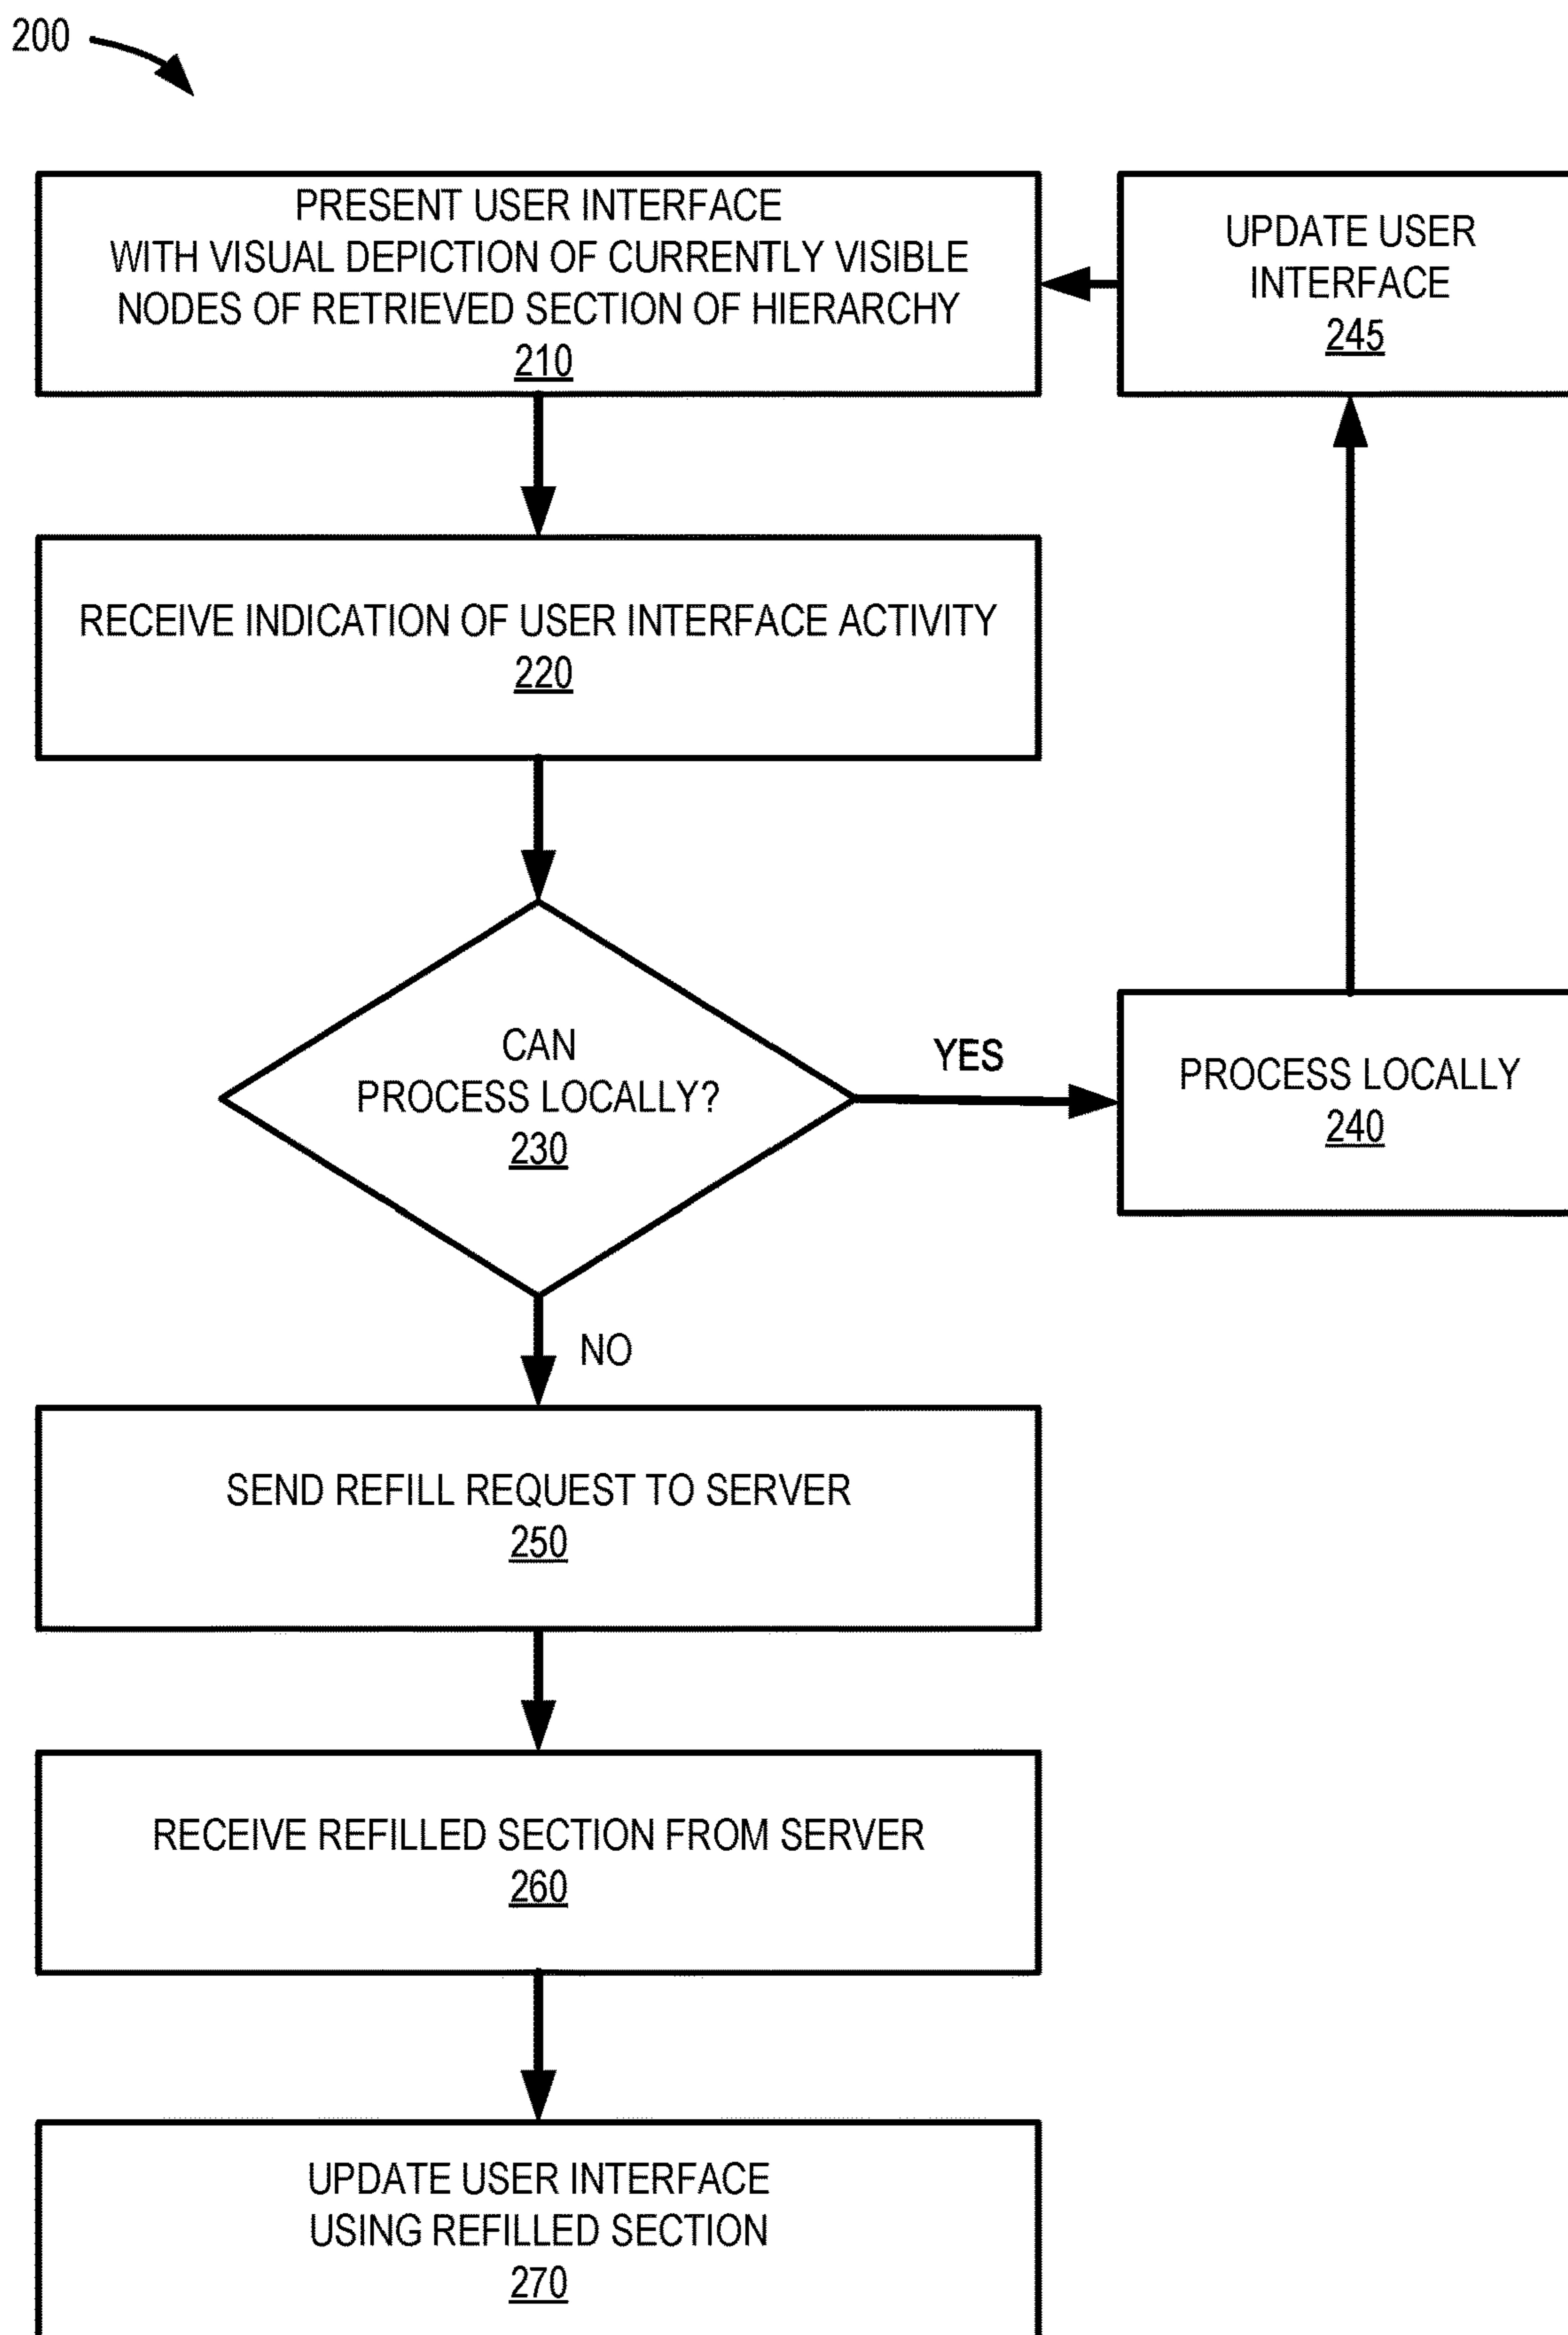 200
PRESENT USER INTERFACE
WITH VISUAL DEPICTION OF CURRENTLY VISIBLE
NODES OF RETRIEVED SECTION OF HIERARCHY
210
UPDATE USER
INTERFACE
245
RECEIVE INDICATION OF USER INTERFACE ACTIVITY
220
CAN
PROCESS LOCALLY?
230
YES
PROCESS LOCALLY
240
NO
SEND REFILL REQUEST TO SERVER
250
RECEIVE REFILLED SECTION FROM SERVER
260
UPDATE USER INTERFACE
USING REFILLED SECTION
270